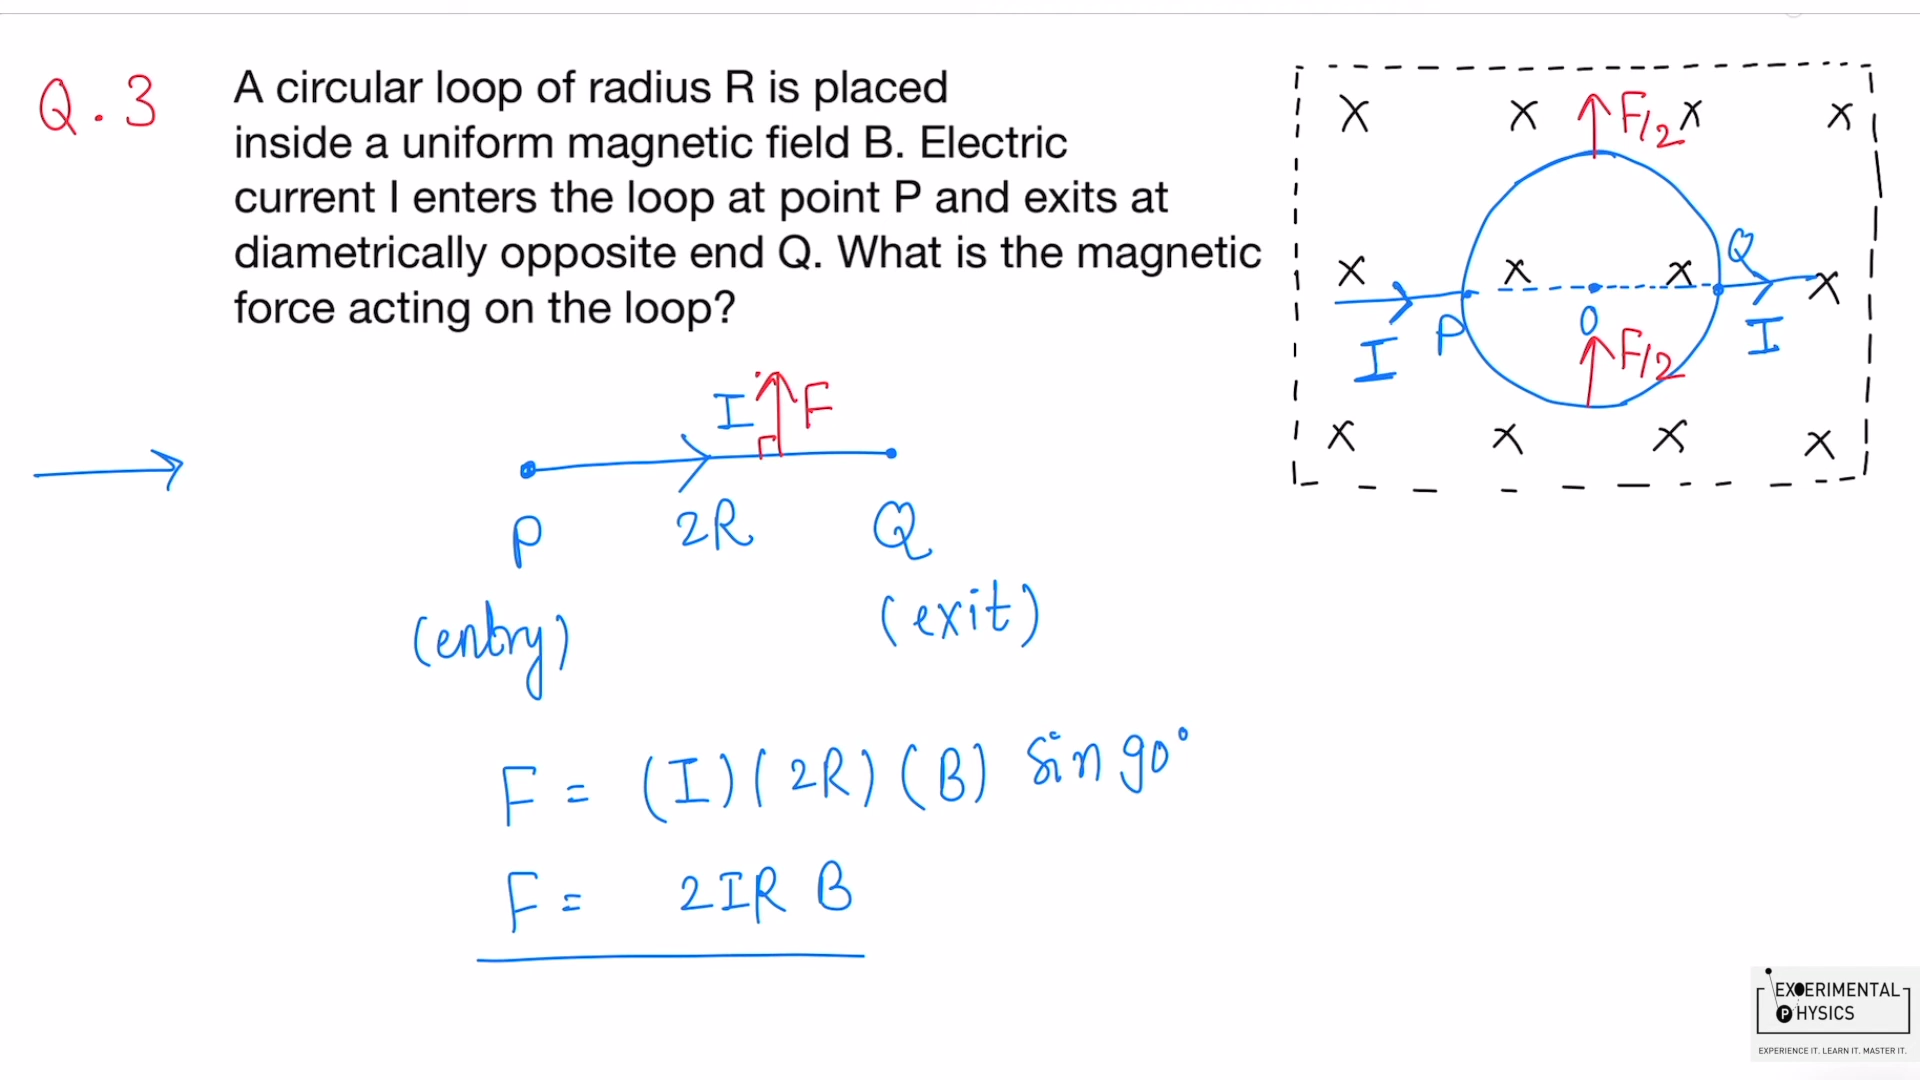 Q.3
A circular loop of radius R is placed
inside a uniform magnetic field B. Electric
current I enters the loop at point P and exits at
diametrically opposite end Q. What is the magnetic
force acting on the loop?
X X F/2 X X
X X X Q X
I P O I
F/2
X X X X
I F
P 2R Q
(entry) (exit)
F = (I) (2R) (B) sin 90°
F = 2IR B
EXPERIMENTAL
PHYSICS
EXPERIENCE IT. LEARN IT. MASTER IT.